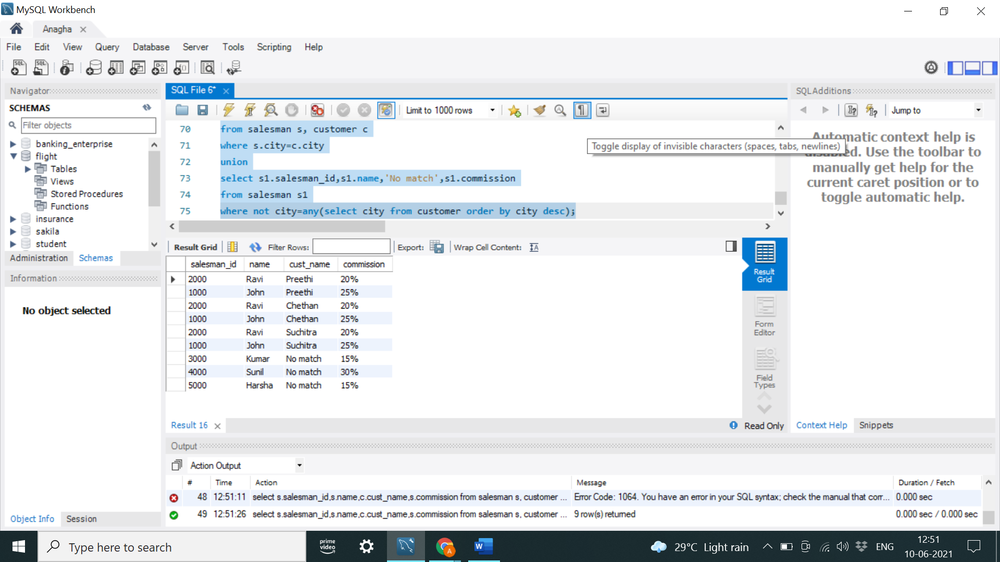 MySQL Workbench
Anagha
File Edit View Query Database Server Tools Scripting Help
Navigator
SCHEMAS
Filter objects
banking_enterprise
flight
Tables
Views
Stored Procedures
Functions
insurance
sakila
student
Administration Schemas
Information
No object selected
Object Info Session
SQL File 6*
Limit to 1000 rows
70 from salesman s, customer c
71 where s.city=c.city
72 union
73 select s1.salesman_id,s1.name,'No match',s1.commission
74 from salesman s1
75 where not city=any(select city from customer order by city desc);
Toggle display of invisible characters (spaces, tabs, newlines)
Result Grid Filter Rows: Export: Wrap Cell Content:
salesman_id name cust_name commission
2000 Ravi Preethi 20%
1000 John Preethi 25%
2000 Ravi Chethan 20%
1000 John Chethan 25%
2000 Ravi Suchitra 20%
1000 John Suchitra 25%
3000 Kumar No match 15%
4000 Sunil No match 30%
5000 Harsha No match 15%
Result
Grid
Form
Editor
Field
Types
Result 16
Read Only
SQLAdditions
Jump to
Automatic context help is
disabled. Use the toolbar to
manually get help for the
current caret position or to
toggle automatic help.
Context Help Snippets
Output
Action Output
# Time Action Message Duration / Fetch
48 12:51:11 select s.salesman_id,s.name,c.cust_name,s.commission from salesman s, customer ... Error Code: 1064. You have an error in your SQL syntax; check the manual that corr... 0.000 sec
49 12:51:26 select s.salesman_id,s.name,c.cust_name,s.commission from salesman s, customer ... 9 row(s) returned 0.000 sec / 0.000 sec
Type here to search
prime
video
29°C Light rain
ENG
12:51
10-06-2021